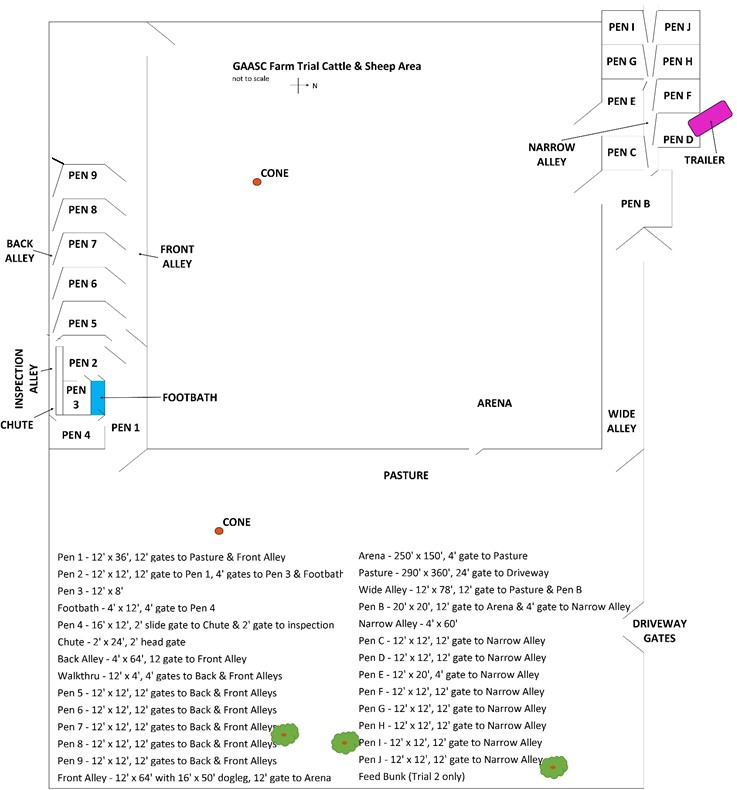 PEN I
PEN J
GAASC Farm Trial Cattle & Sheep Area
not to scale
N
PEN G
PEN H
PEN E
PEN F
PEN D
NARROW
ALLEY
PEN C
TRAILER
CONE
PEN 9
PEN B
PEN 8
BACK
ALLEY
PEN 7
FRONT
ALLEY
PEN 6
PEN 5
INSPECTION
ALLEY
PEN 2
PEN
3
FOOTBATH
CHUTE
PEN 4
PEN 1
ARENA
WIDE
ALLEY
PASTURE
CONE
Pen 1 - 12' x 36', 12' gates to Pasture & Front Alley
Pen 2 - 12' x 12', 12' gate to Pen 1, 4' gates to Pen 3 & Footbath
Pen 3 - 12' x 8'
Footbath - 4' x 12', 4' gate to Pen 4
Pen 4 - 16' x 12', 2' slide gate to Chute & 2' gate to inspection
Chute - 2' x 24', 2' head gate
Back Alley - 4' x 64', 12 gate to Front Alley
Walkthru - 12' x 4', 4' gates to Back & Front Alleys
Pen 5 - 12' x 12', 12' gates to Back & Front Alleys
Pen 6 - 12' x 12', 12' gates to Back & Front Alleys
Pen 7 - 12' x 12', 12' gates to Back & Front Alleys
Pen 8 - 12' x 12', 12' gates to Back & Front Alleys
Pen 9 - 12' x 12', 12' gates to Back & Front Alleys
Front Alley - 12' x 64' with 16' x 50' dogleg, 12' gate to Arena
Arena - 250' x 150', 4' gate to Pasture
Pasture - 290' x 360', 24' gate to Driveway
Wide Alley - 12' x 78', 12' gate to Pasture & Pen B
Pen B - 20' x 20', 12' gate to Arena & 4' gate to Narrow Alley
Narrow Alley - 4' x 60'
Pen C - 12' x 12', 12' gate to Narrow Alley
Pen D - 12' x 12', 12' gate to Narrow Alley
Pen E - 12' x 20', 4' gate to Narrow Alley
Pen F - 12' x 12', 12' gate to Narrow Alley
Pen G - 12' x 12', 12' gate to Narrow Alley
Pen H - 12' x 12', 12' gate to Narrow Alley
Pen I - 12' x 12', 12' gate to Narrow Alley
Pen J - 12' x 12', 12' gate to Narrow Alley
Feed Bunk (Trial 2 only)
DRIVEWAY
GATES